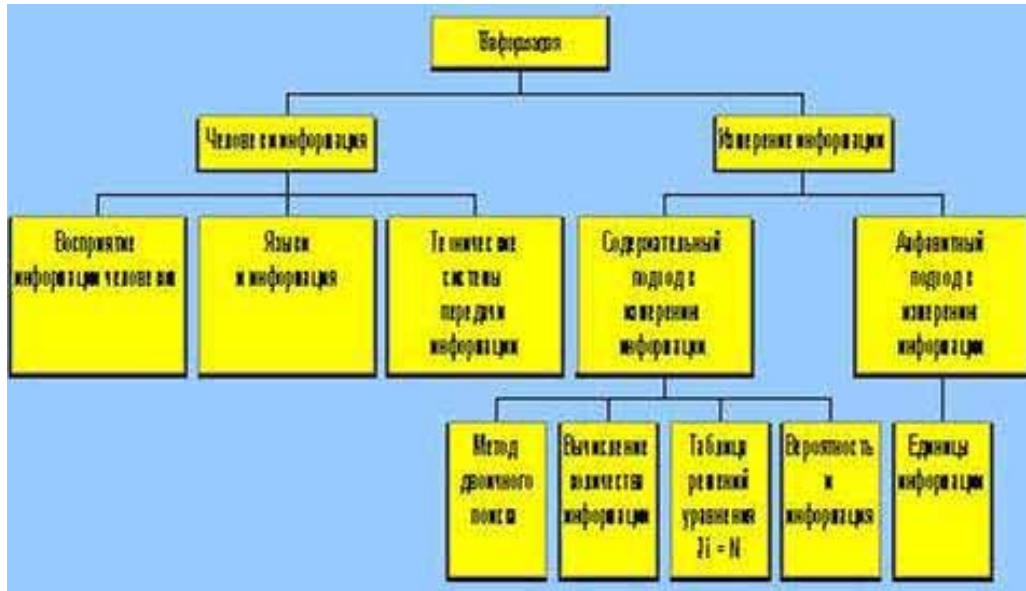 Информация
Человек и информация
Измерение информации
Восприятие
информации человеком
Языки
и информация
Технические
системы
передачи
информации
Содержательный
подход к
измерению
информации
Алфавитный
подход к
измерению
информации
Метод
двоичного
поиска
Вычисление
количества
информации
Таблица
решений
уравнения
2i = N
Вероятность
и
информация
Единицы
информации